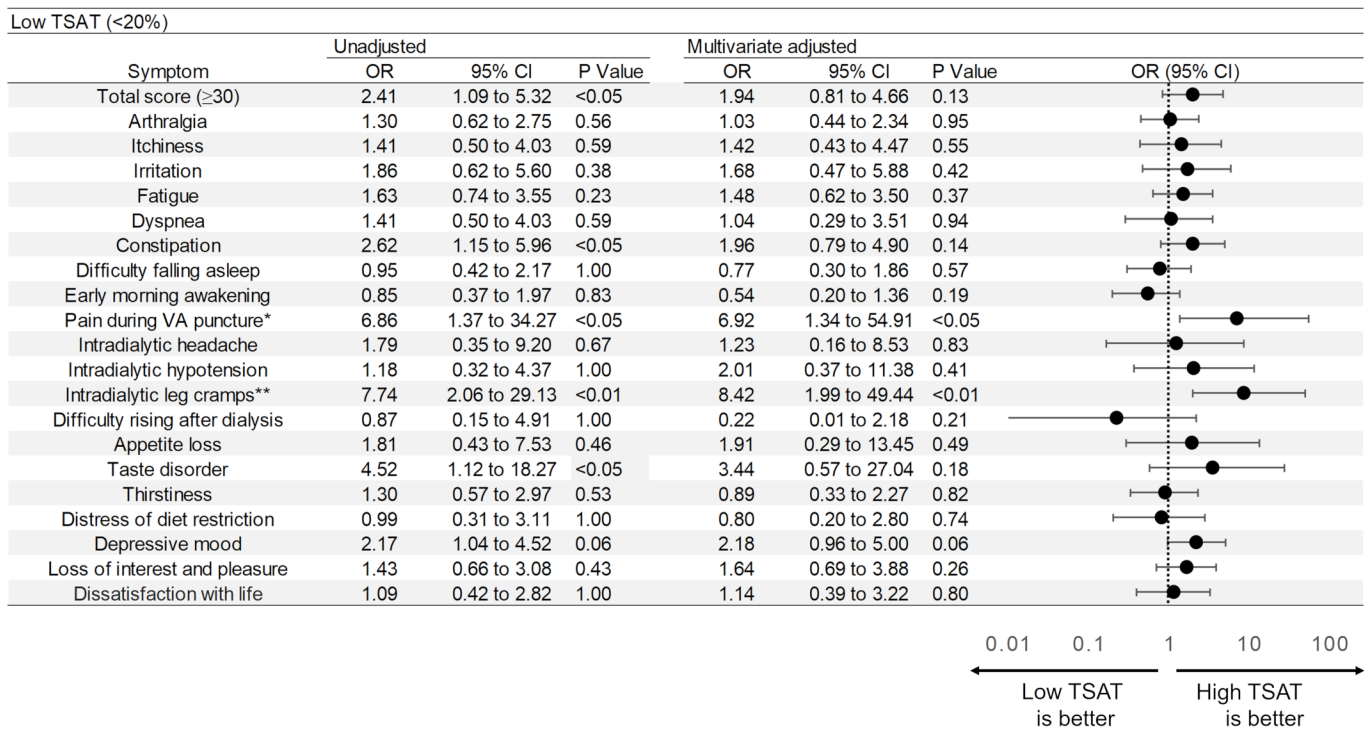 Low TSAT (<20%)
Unadjusted Multivariate adjusted
Symptom OR 95% CI P Value OR 95% CI P Value OR (95% CI)
Total score (≥30) 2.41 1.09 to 5.32 <0.05 1.94 0.81 to 4.66 0.13
Arthralgia 1.30 0.62 to 2.75 0.56 1.03 0.44 to 2.34 0.95
Itchiness 1.41 0.50 to 4.03 0.59 1.42 0.43 to 4.47 0.55
Irritation 1.86 0.62 to 5.60 0.38 1.68 0.47 to 5.88 0.42
Fatigue 1.63 0.74 to 3.55 0.23 1.48 0.62 to 3.50 0.37
Dyspnea 1.41 0.50 to 4.03 0.59 1.04 0.29 to 3.51 0.94
Constipation 2.62 1.15 to 5.96 <0.05 1.96 0.79 to 4.90 0.14
Difficulty falling asleep 0.95 0.42 to 2.17 1.00 0.77 0.30 to 1.86 0.57
Early morning awakening 0.85 0.37 to 1.97 0.83 0.54 0.20 to 1.36 0.19
Pain during VA puncture* 6.86 1.37 to 34.27 <0.05 6.92 1.34 to 54.91 <0.05
Intradialytic headache 1.79 0.35 to 9.20 0.67 1.23 0.16 to 8.53 0.83
Intradialytic hypotension 1.18 0.32 to 4.37 1.00 2.01 0.37 to 11.38 0.41
Intradialytic leg cramps** 7.74 2.06 to 29.13 <0.01 8.42 1.99 to 49.44 <0.01
Difficulty rising after dialysis 0.87 0.15 to 4.91 1.00 0.22 0.01 to 2.18 0.21
Appetite loss 1.81 0.43 to 7.53 0.46 1.91 0.29 to 13.45 0.49
Taste disorder 4.52 1.12 to 18.27 <0.05 3.44 0.57 to 27.04 0.18
Thirstiness 1.30 0.57 to 2.97 0.53 0.89 0.33 to 2.27 0.82
Distress of diet restriction 0.99 0.31 to 3.11 1.00 0.80 0.20 to 2.80 0.74
Depressive mood 2.17 1.04 to 4.52 0.06 2.18 0.96 to 5.00 0.06
Loss of interest and pleasure 1.43 0.66 to 3.08 0.43 1.64 0.69 to 3.88 0.26
Dissatisfaction with life 1.09 0.42 to 2.82 1.00 1.14 0.39 to 3.22 0.80
0.01 0.1 1 10 100
Low TSAT High TSAT
is better is better